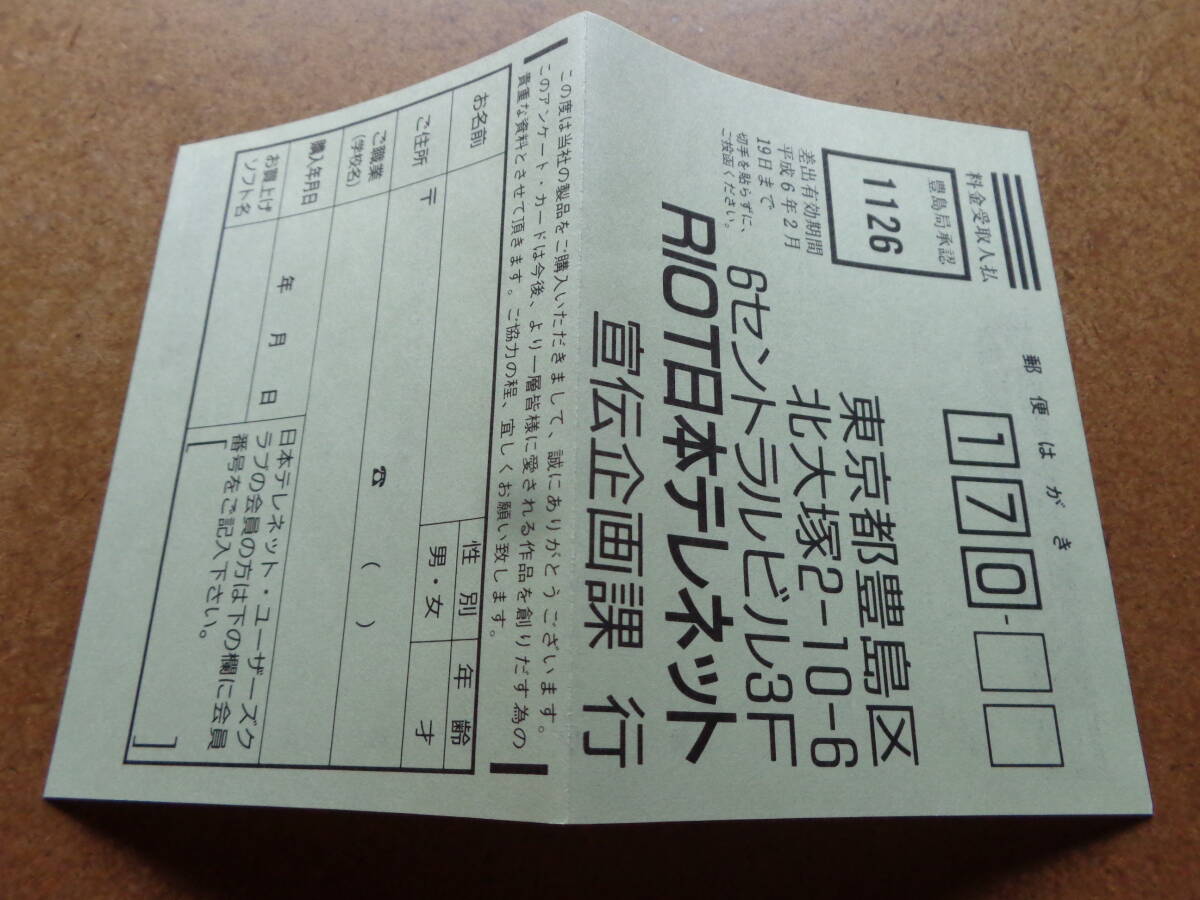 郵便はがき
170-
料金受取人払
豊島局承認
1126
差出有効期間
平成6年2月
19日まで
切手を貼らずに、
ご投函ください。
東京都豊島区
北大塚2-10-6
6セントラルビル3F
RIOT日本テレネット
宣伝企画課 行
この度は当社の製品をご購入いただきまして、誠にありがとうございます。
このアンケート・カードは今後、より一層皆様に愛される作品を創りだす為の
貴重な資料とさせて頂きます。ご協力の程、宜しくお願い致します。
お名前
性別
男・女
年齢
才
ご住所
〒
ご職業
(学校名)
☎ ( )
購入年月日
年 月 日
お買上げ
ソフト名
日本テレネット・ユーザーズク
ラブの会員の方は下の欄に会員
番号をご記入下さい。
[ ]